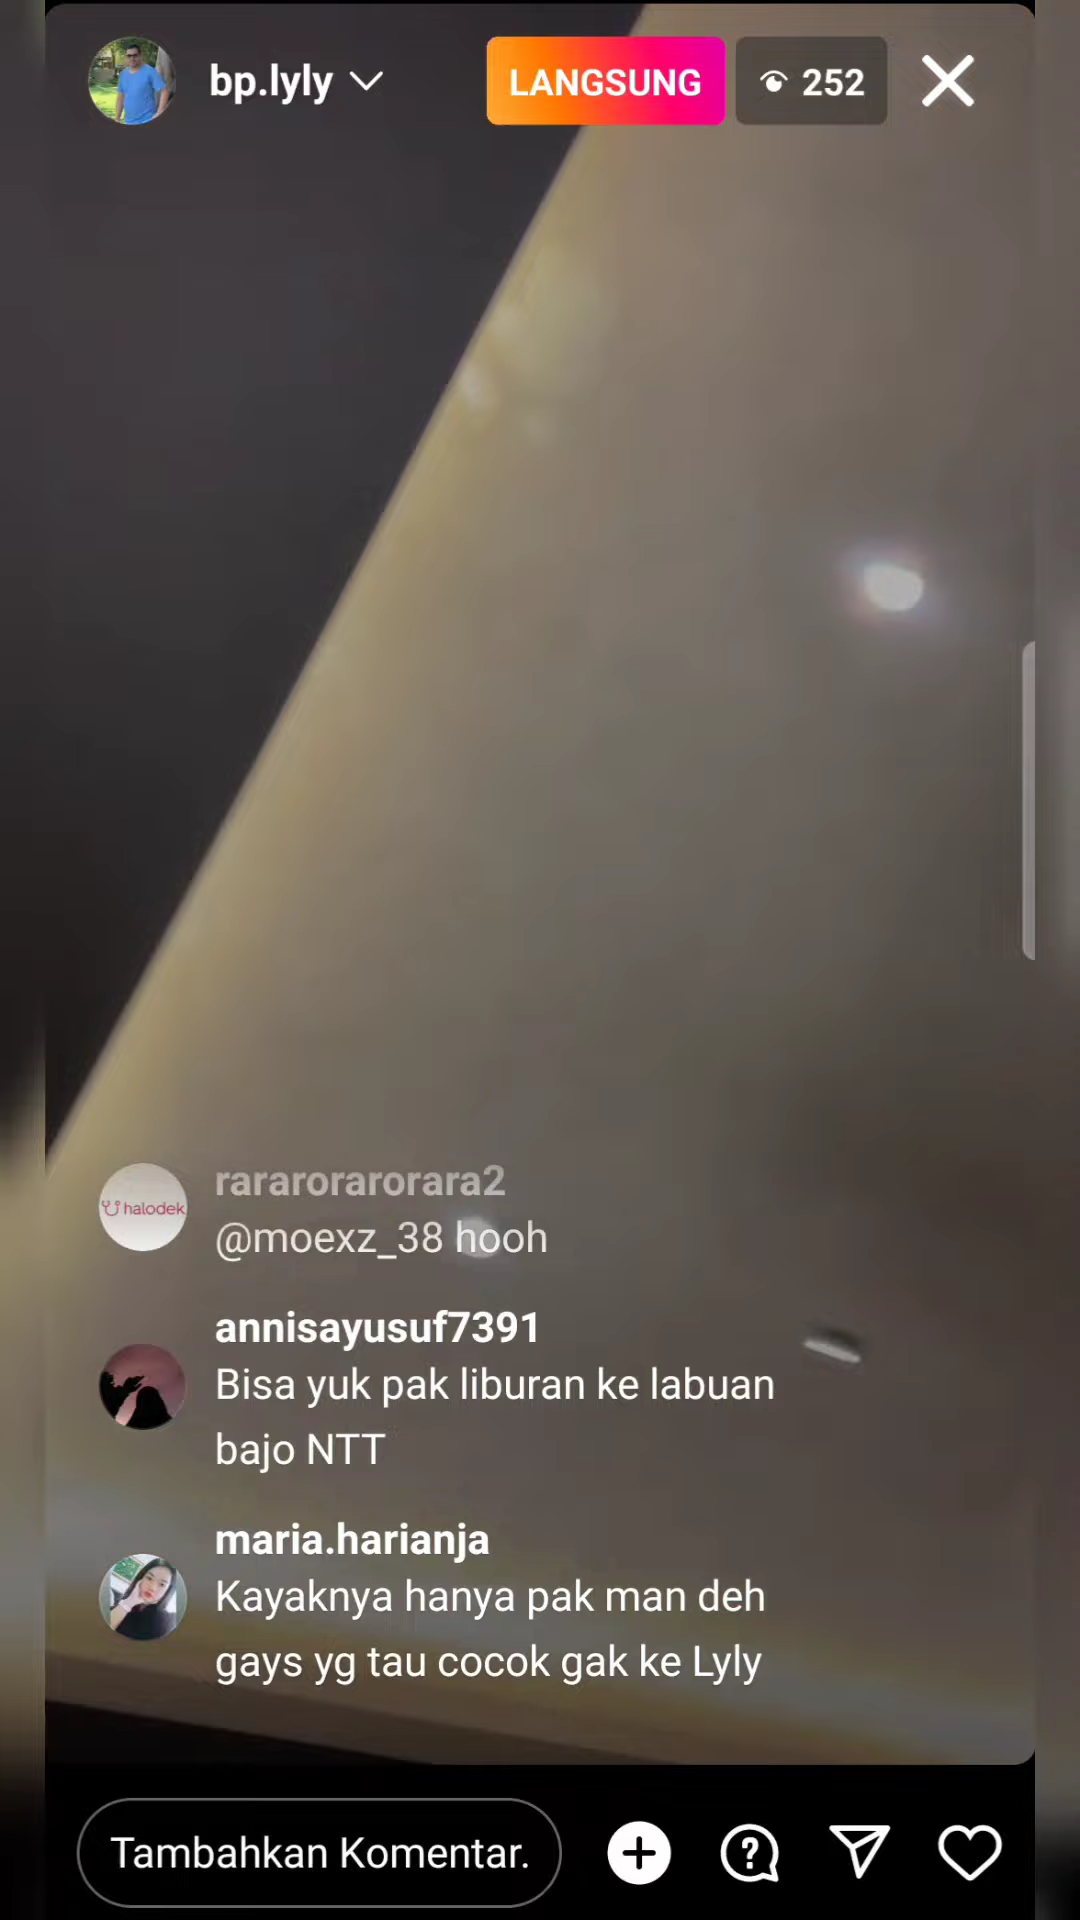 bp.lyly
LANGSUNG
252
rararorarorara2
halodek
@moexz_38 hooh
annisayusuf7391
Bisa yuk pak liburan ke labuan
bajo NTT
maria.harianja
Kayaknya hanya pak man deh
gays yg tau cocok gak ke Lyly
Tambahkan Komentar.